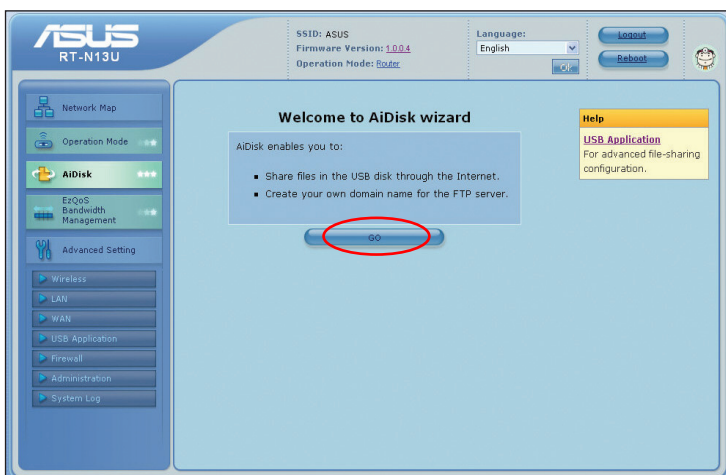 ASUS
RT-N13U
SSID: ASUS
Firmware Version: 1.0.0.4
Operation Mode: Router
Language:
English
OK
Logout
Reboot
Network Map
Operation Mode
AiDisk
EzQoS
Bandwidth
Management
Advanced Setting
Wireless
LAN
WAN
USB Application
Firewall
Administration
System Log
Welcome to AiDisk wizard
AiDisk enables you to:
Share files in the USB disk through the Internet.
Create your own domain name for the FTP server.
GO
Help
USB Application
For advanced file-sharing
configuration.